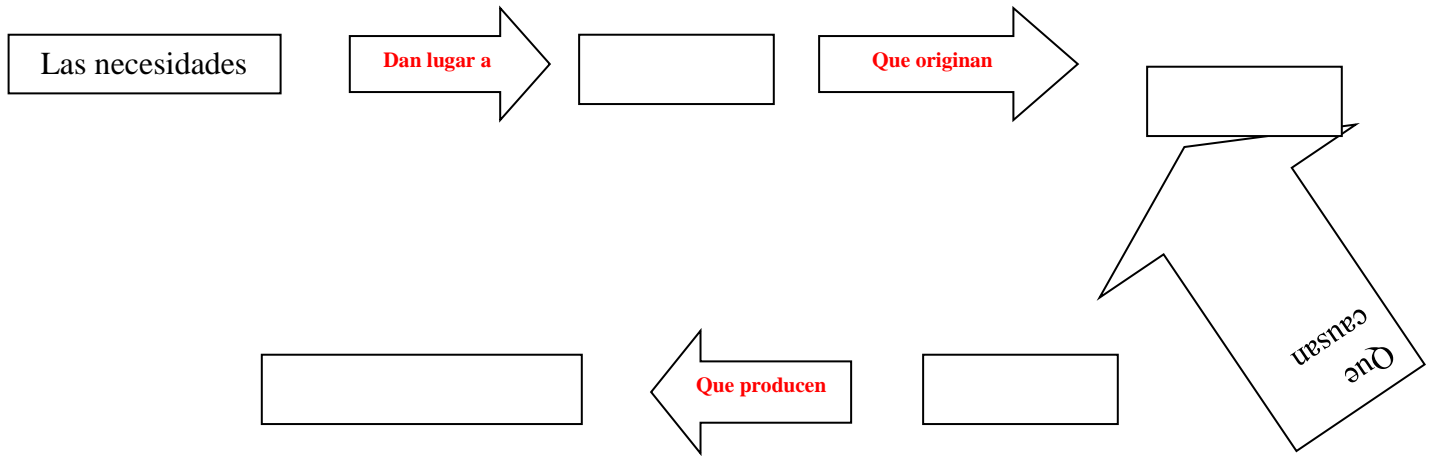 Las necesidades
Dan lugar a
Que originan
Que
causan
Que producen